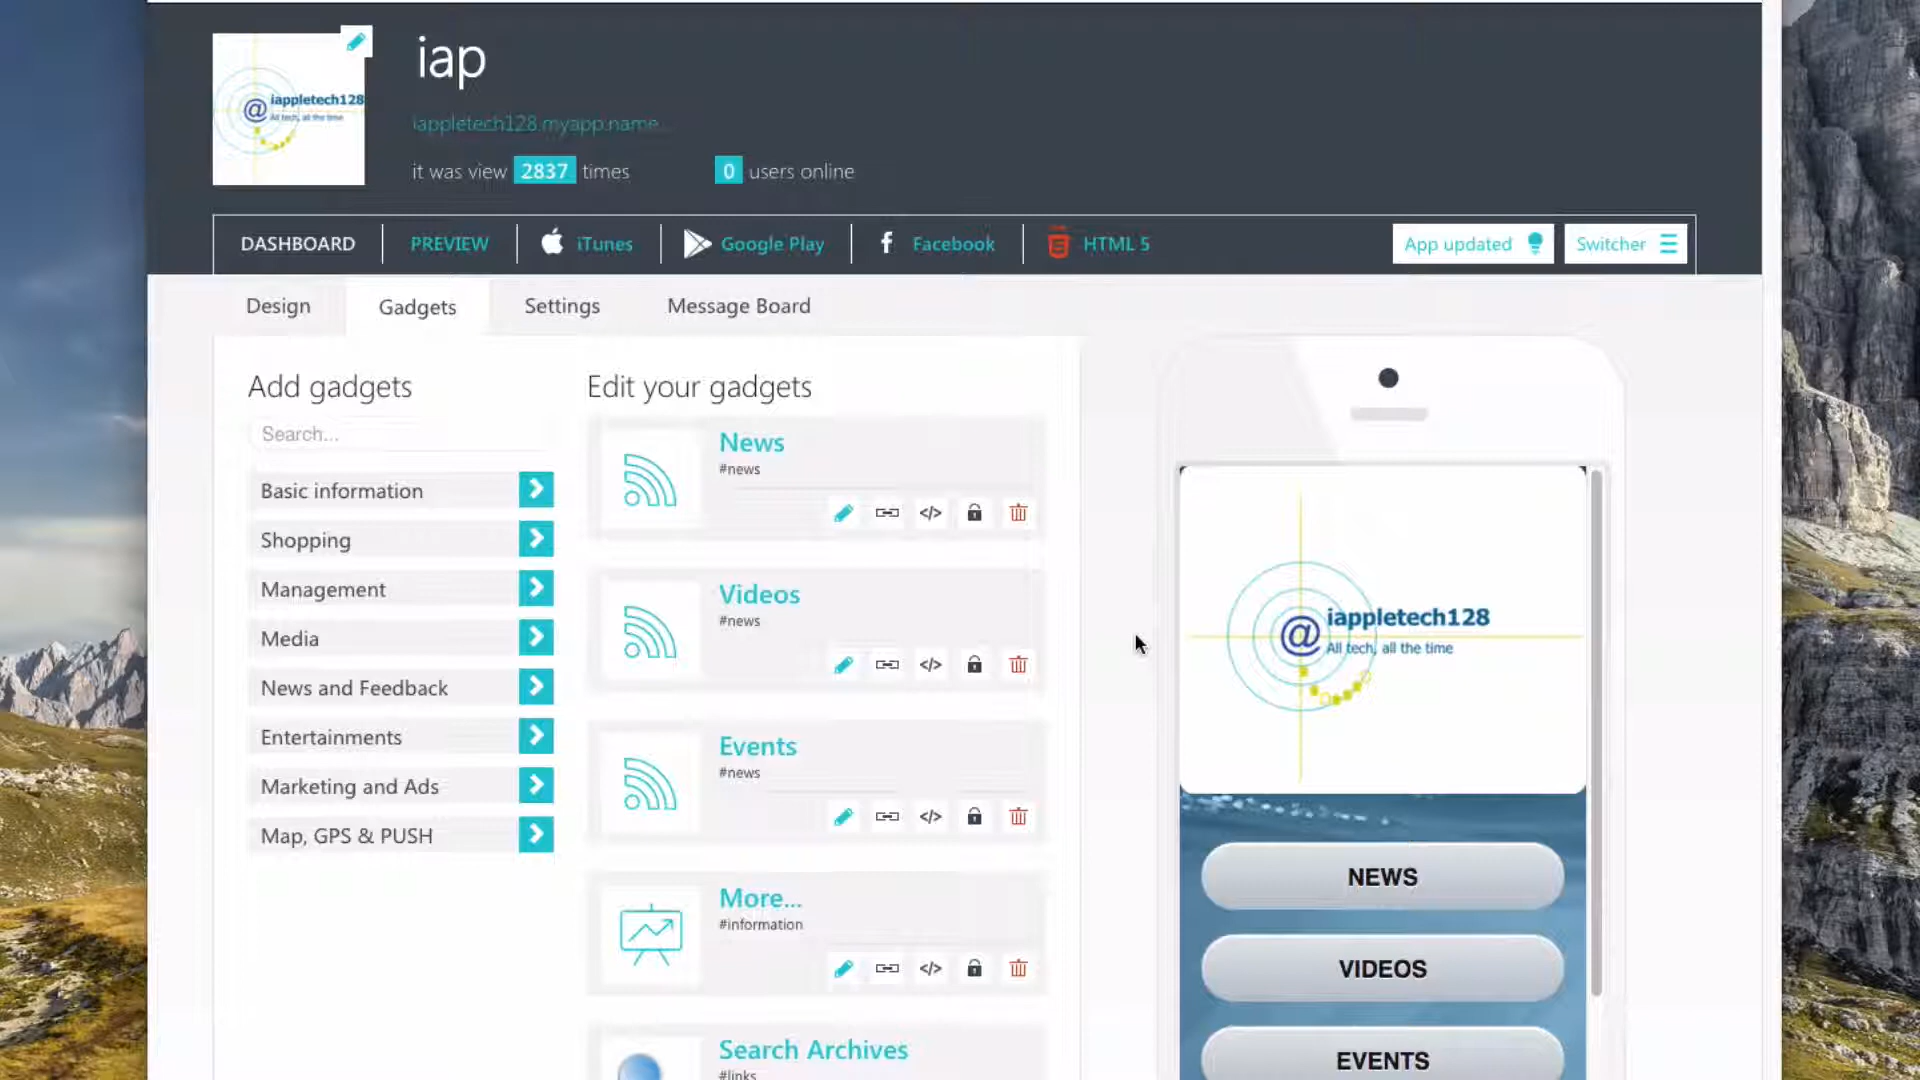 iap
@ iappletech128
All tech, all the time
iappletech128.myapp.name
it was view 2837 times
0 users online
DASHBOARD
PREVIEW
iTunes
Google Play
Facebook
HTML 5
App updated
Switcher
Design
Gadgets
Settings
Message Board
Add gadgets
Search...
Basic information
Shopping
Management
Media
News and Feedback
Entertainments
Marketing and Ads
Map, GPS & PUSH
Edit your gadgets
News
#news
</>
Videos
#news
</>
Events
#news
</>
More...
#information
</>
Search Archives
#links
@ iappletech128
All tech, all the time
NEWS
VIDEOS
EVENTS